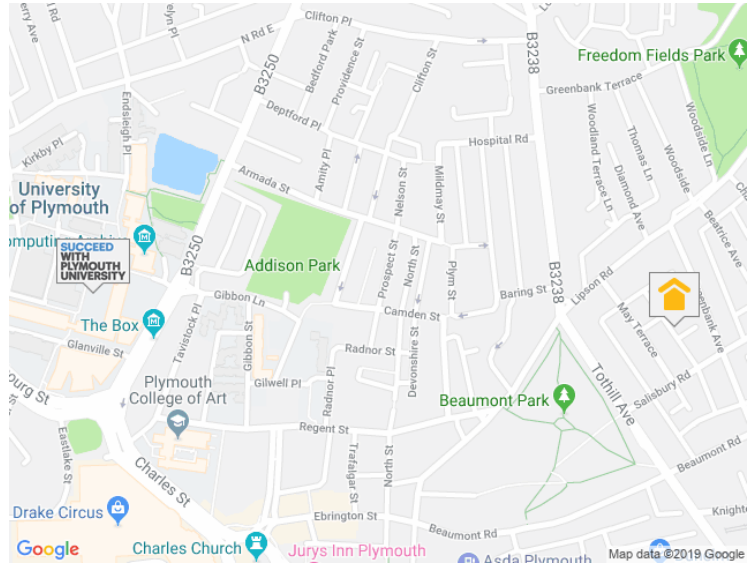 Clifton Pl
N Rd E
B3250
Bedford Park
Providence St
Clifton St
B3238
Freedom Fields Park
Greenbank Terrace
Endsleigh Pl
Deptford Pl
Hospital Rd
Woodland Terrace Ln
Thomas Ln
Diamond Ave
Woodside
Woodside Ln
Kirkby Pl
Amity Pl
Armada St
Nelson St
Mildmay St
University
of Plymouth
Beatrice Ave
SUCCEED
WITH
PLYMOUTH
UNIVERSITY
B3250
Addison Park
Prospect St
North St
Plym St
B3238
Lipson Rd
Baring St
Gibbon Ln
Camden St
May Terrace
The Box
Tavistock Pl
Glanville St
Gibbon St
Radnor St
Devonshire St
Tothill Ave
Salisbury Rd
Plymouth
College of Art
Gilwell Pl
Radnor Pl
Beaumont Park
Regent St
Eastlake St
Charles St
Trafalgar St
North St
Beaumont Rd
Drake Circus
Ebrington St
Beaumont Rd
Google
Charles Church
Jurys Inn Plymouth
Asda Plymouth
Map data ©2019 Google